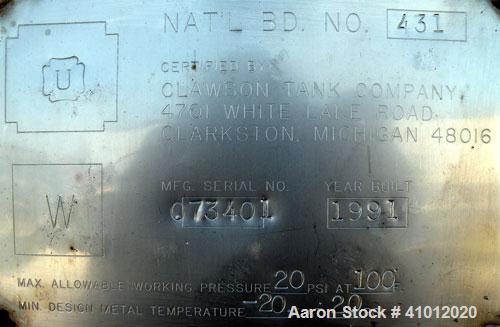 NAT'L BD. NO. 431
U
CERTIFIED BY:
CLAWSON TANK COMPANY
4701 WHITE LAKE ROAD
CLARKSTON, MICHIGAN 48016
W
MFG. SERIAL NO. YEAR BUILT
073401 1991
MAX. ALLOWABLE WORKING PRESSURE 20 PSI AT 100 F.
MIN. DESIGN METAL TEMPERATURE -20 20
Aaron Stock # 41012020